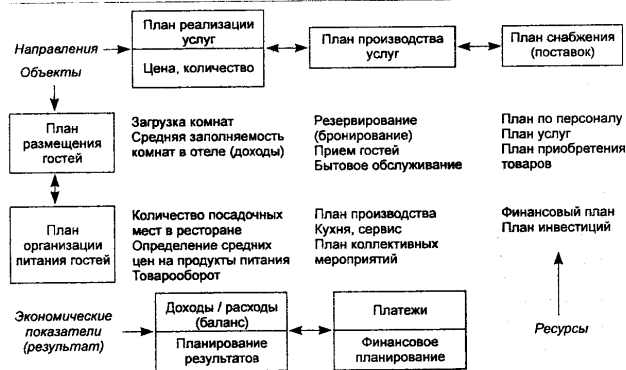 Направления
Объекты
План реализации
услуг
Цена, количество
План производства
услуг
План снабжения
(поставок)
План
размещения
гостей
Загрузка комнат
Средняя заполняемость
комнат в отеле (доходы)
Резервирование
(бронирование)
Прием гостей
Бытовое обслуживание
План по персоналу
План услуг
План приобретения
товаров
План
организации
питания гостей
Количество посадочных
мест в ресторане
Определение средних
цен на продукты питания
Товарооборот
План производства
Кухня, сервис
План коллективных
мероприятий
Финансовый план
План инвестиций
Экономические
показатели
(результат)
Доходы / расходы
(баланс)
Планирование
результатов
Платежи
Финансовое
планирование
Ресурсы